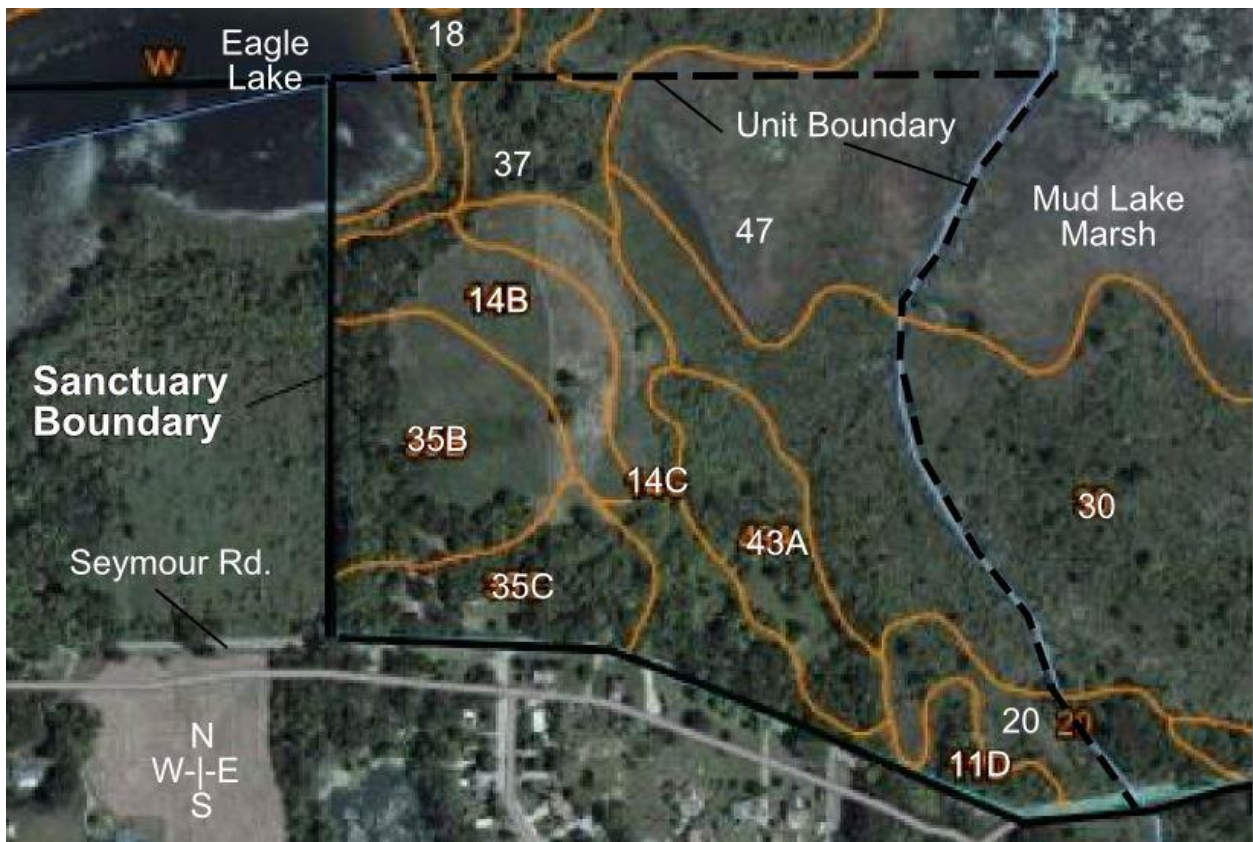 18
Eagle
Lake
W
Unit Boundary
37
Mud Lake
Marsh
47
14B
Sanctuary
Boundary
35B
14C
30
43A
Seymour Rd.
35C
20
20
N
W-|-E
S
11D